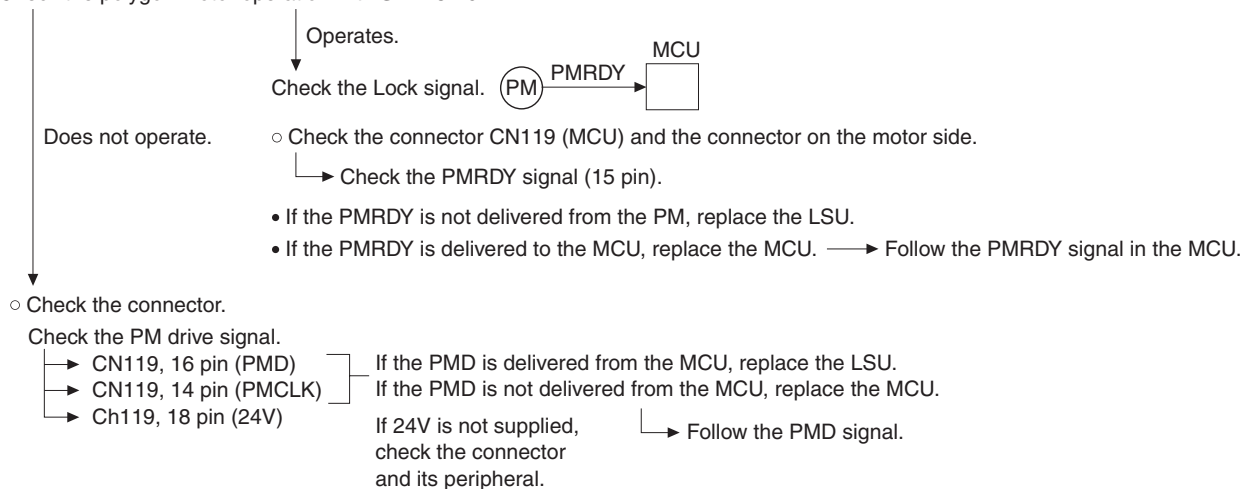 Operates.
MCU
Check the Lock signal. PM PMRDY
Does not operate.
○ Check the connector CN119 (MCU) and the connector on the motor side.
Check the PMRDY signal (15 pin).
• If the PMRDY is not delivered from the PM, replace the LSU.
• If the PMRDY is delivered to the MCU, replace the MCU. Follow the PMRDY signal in the MCU.
○ Check the connector.
Check the PM drive signal.
CN119, 16 pin (PMD)
CN119, 14 pin (PMCLK)
Ch119, 18 pin (24V)
If the PMD is delivered from the MCU, replace the LSU.
If the PMD is not delivered from the MCU, replace the MCU.
Follow the PMD signal.
If 24V is not supplied,
check the connector
and its peripheral.